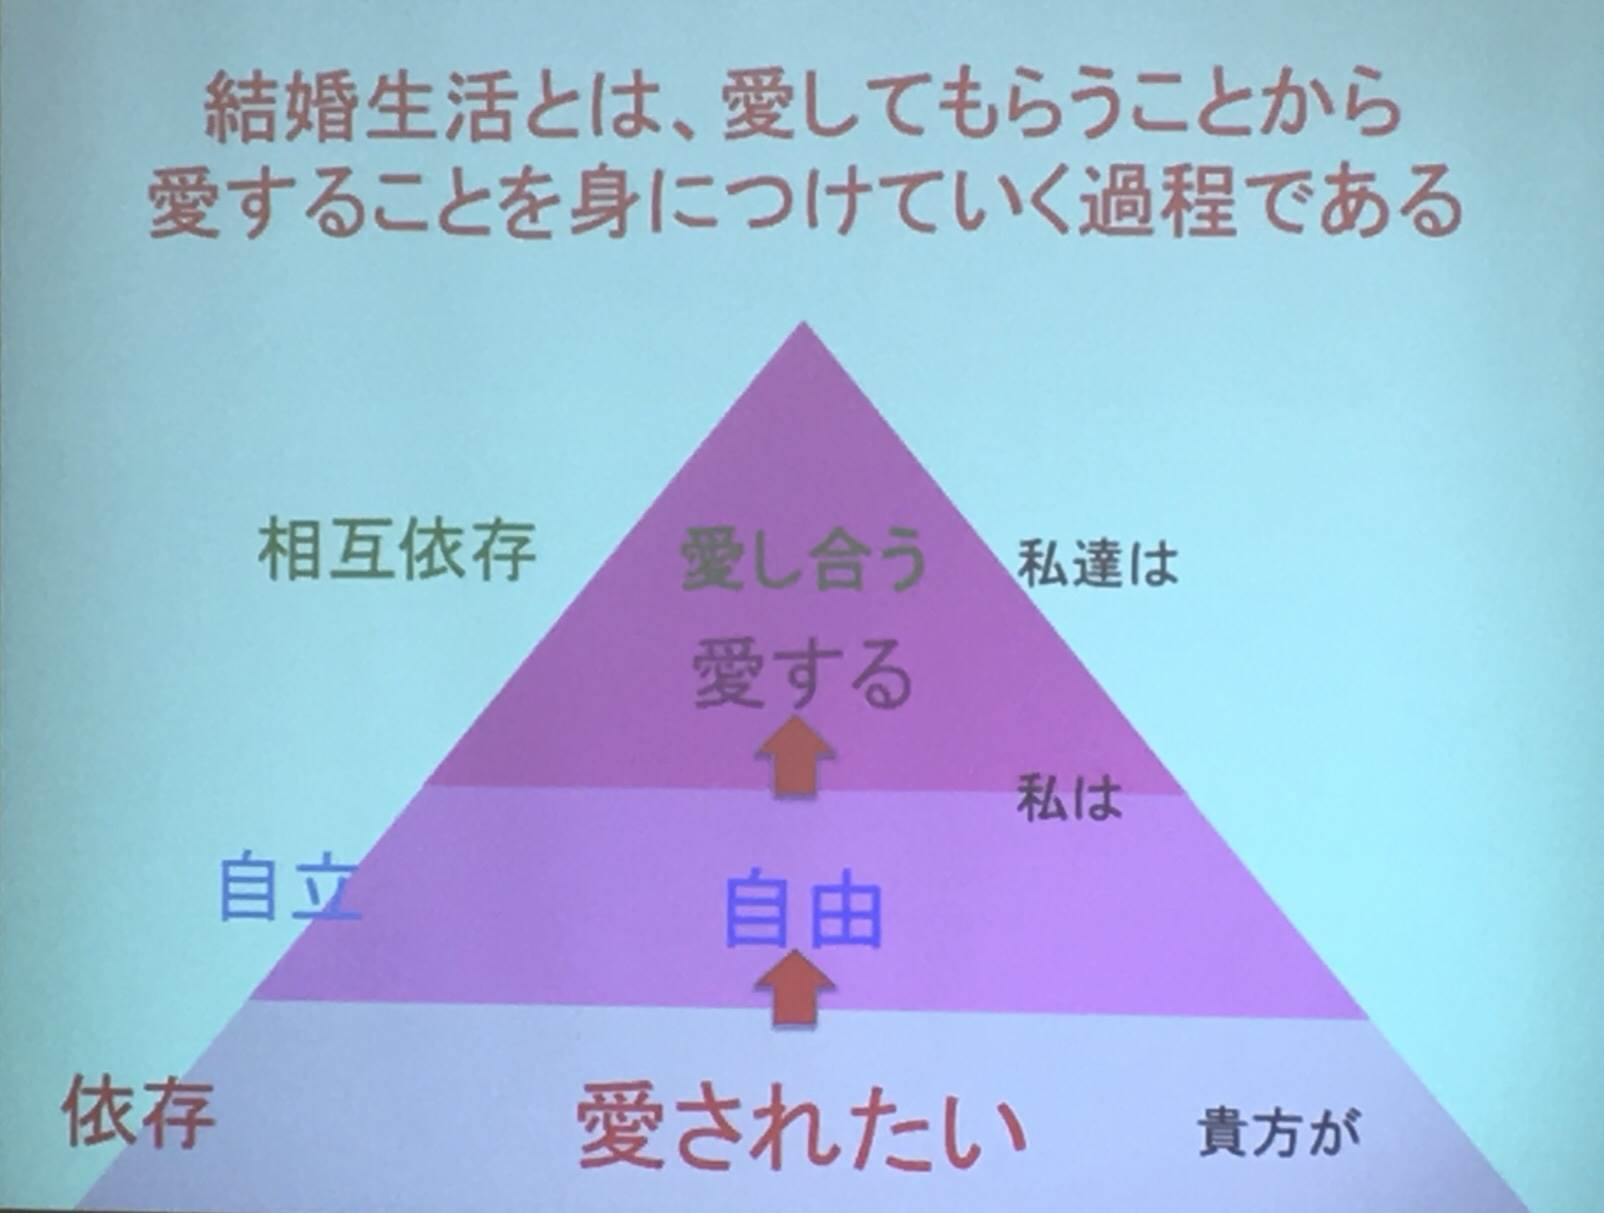 結婚生活とは、愛してもらうことから
愛することを身につけていく過程である
相互依存
愛し合う
私達は
愛する
私は
自立
自由
依存
愛されたい
貴方が